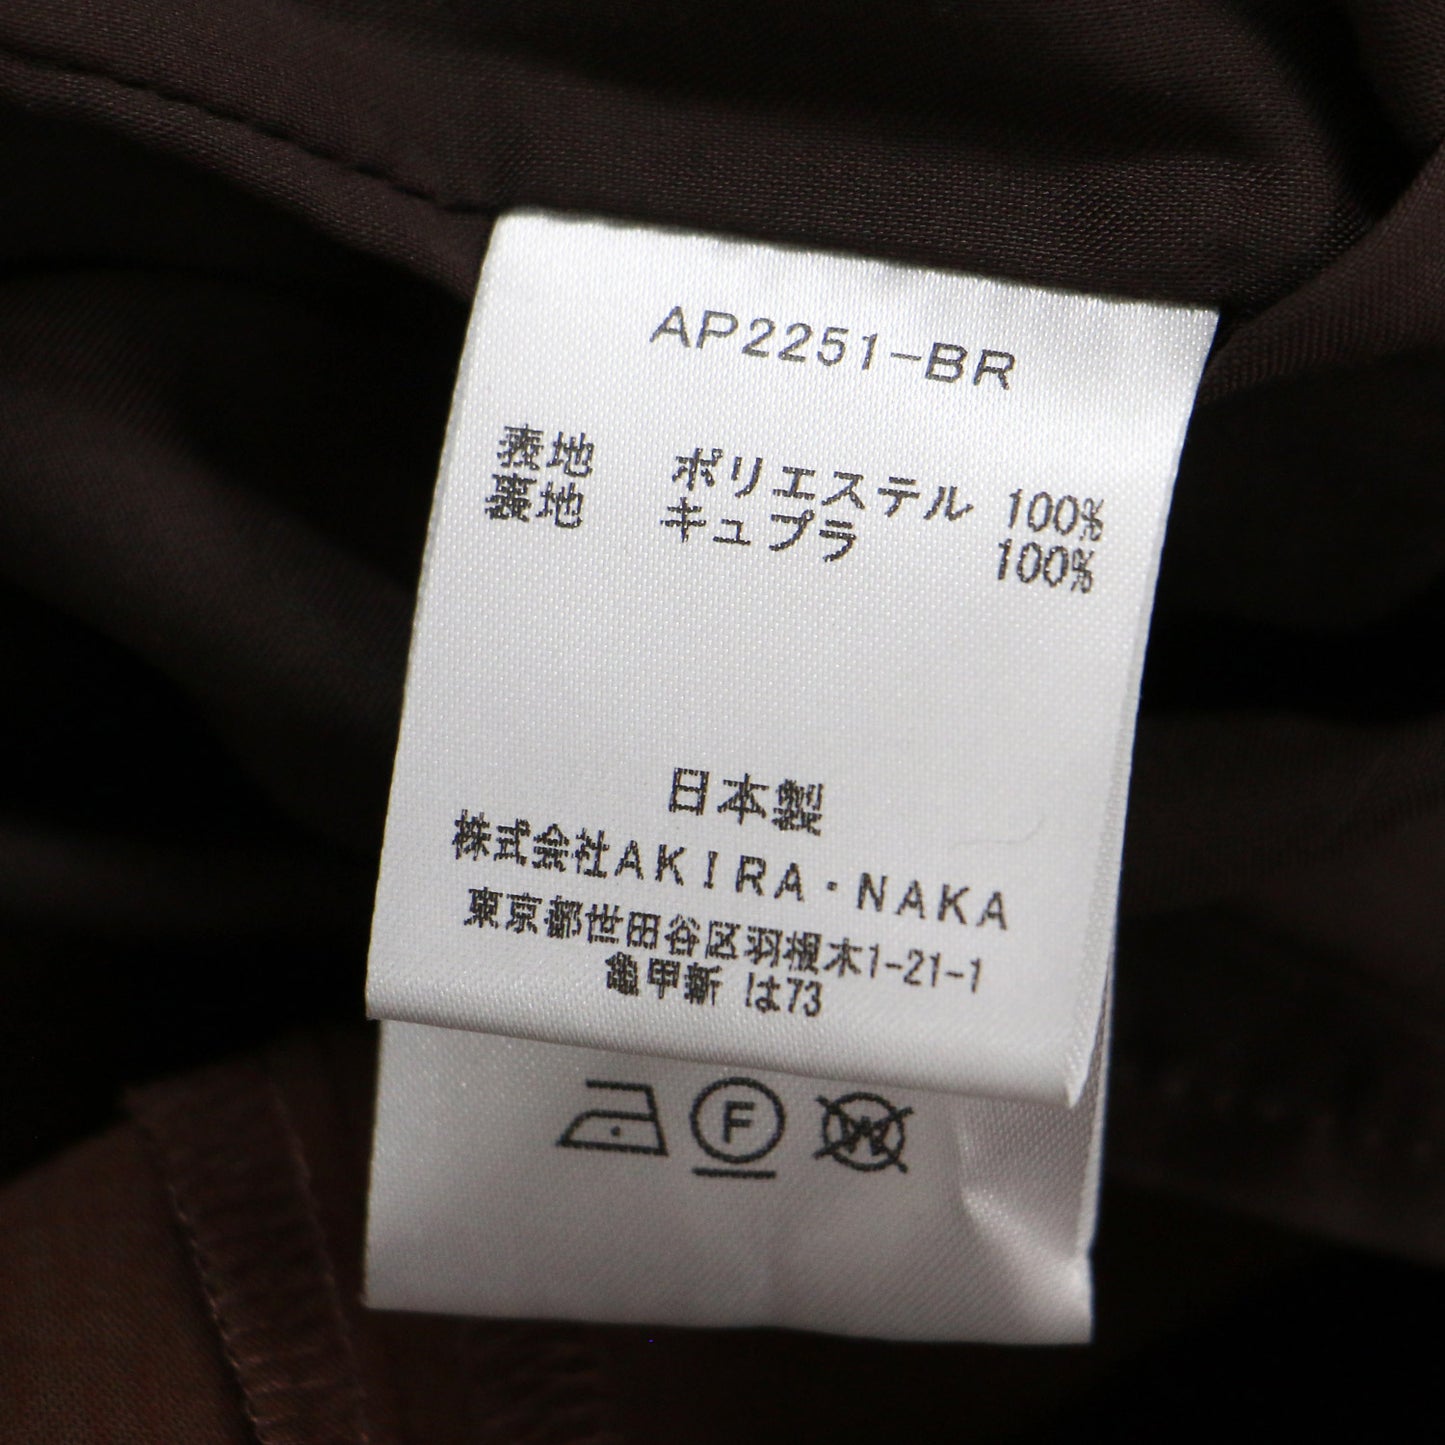 AP2251-BR
表地 ポリエステル 100%
裏地 キュプラ 100%
日本製
株式会社AKIRA・NAKA
東京都世田谷区羽根木1-21-1
亀甲新 は73
F W